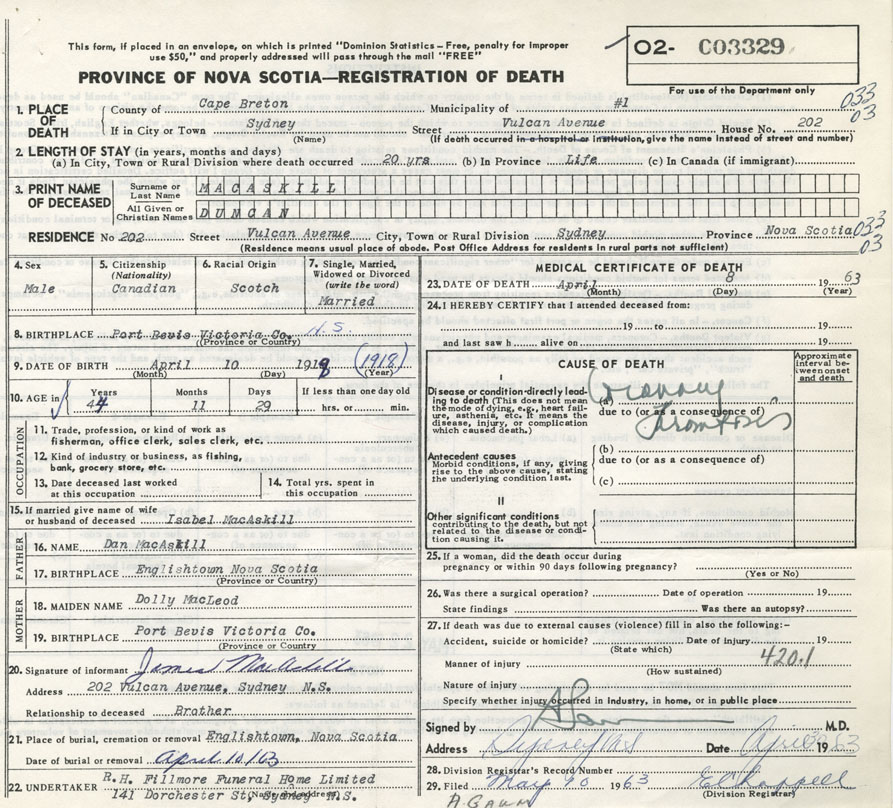 This form, if placed in an envelope, on which is printed "Dominion Statistics - Free, penalty for improper
use $50," and properly addressed will pass through the mail "FREE"
O2- C03329
PROVINCE OF NOVA SCOTIA—REGISTRATION OF DEATH
For use of the Department only
1. PLACE OF DEATH
County of Cape Breton Municipality of #1 033
If in City or Town Sydney Street Vulcan Avenue House No. 202 03
(Name) (If death occurred in a hospital or institution, give the name instead of street and number)
2. LENGTH OF STAY (in years, months and days)
(a) In City, Town or Rural Division where death occurred 20 yrs (b) In Province Life (c) In Canada (if immigrant)
3. PRINT NAME OF DECEASED
Surname or Last Name MACASKILL
All Given or Christian Names DUNCAN
RESIDENCE No 202 Street Vulcan Avenue City, Town or Rural Division Sydney Province Nova Scotia 033
(Residence means usual place of abode. Post Office Address for residents in rural parts not sufficient) 03
4. Sex
Male
5. Citizenship
(Nationality)
Canadian
6. Racial Origin
Scotch
7. Single, Married,
Widowed or Divorced
(write the word)
Married
8. BIRTHPLACE Port Bevis Victoria Co. N.S.
(Province or Country)
9. DATE OF BIRTH April 10 1918 (1918)
(Month) (Day) (Year)
10. AGE in Years 44 Months 11 Days 29 If less than one day old
hrs. or min.
OCCUPATION
11. Trade, profession, or kind of work as
fisherman, office clerk, sales clerk, etc.
12. Kind of industry or business, as fishing,
bank, grocery store, etc.
13. Date deceased last worked
at this occupation
14. Total yrs. spent in
this occupation
15. If married give name of wife
or husband of deceased Isabel MacAskill
FATHER
16. NAME Dan MacAskill
17. BIRTHPLACE Englishtown Nova Scotia
(Province or Country)
MOTHER
18. MAIDEN NAME Dolly MacLeod
19. BIRTHPLACE Port Bevis Victoria Co.
(Province or Country)
20. Signature of informant James MacAskill
Address 202 Vulcan Avenue, Sydney N.S.
Relationship to deceased Brother
21. Place of burial, cremation or removal Englishtown, Nova Scotia
Date of burial or removal April 10/63
22. UNDERTAKER R.H. Fillmore Funeral Home Limited
141 Dorchester St, Sydney N.S.
MEDICAL CERTIFICATE OF DEATH
23. DATE OF DEATH April 8 19 63
(Month) (Day) (Year)
24. I HEREBY CERTIFY that I attended deceased from:
19 to 19
and last saw h alive on 19
CAUSE OF DEATH
Approximate
interval be-
tween onset
and death
I
Disease or condition directly lead-
ing to death (This does not mean
the mode of dying, e.g., heart fail-
ure, asthenia, etc. It means the
disease, injury, or complication
which caused death.)
(a) Coronary
due to (or as a consequence of)
Thrombosis
Antecedent causes
Morbid conditions, if any, giving
rise to the above cause, stating
the underlying condition last.
(b)
due to (or as a consequence of)
(c)
II
Other significant conditions
contributing to the death, but not
related to the disease or condi-
tion causing it.
25. If a woman, did the death occur during
pregnancy or within 90 days following pregnancy?
(Yes or No)
26. Was there a surgical operation? Date of operation 19
State findings Was there an autopsy?
27. If death was due to external causes (violence) fill in also the following:-
Accident, suicide or homicide? Date of injury 19
(State which)
Manner of injury 420.1
(How sustained)
Nature of injury
Specify whether injury occurred in industry, in home, or in public place
Signed by M.D.
Address Sydney NS Date April 1963
28. Division Registrar's Record Number
29. Filed May 10 1963
(Division Registrar)